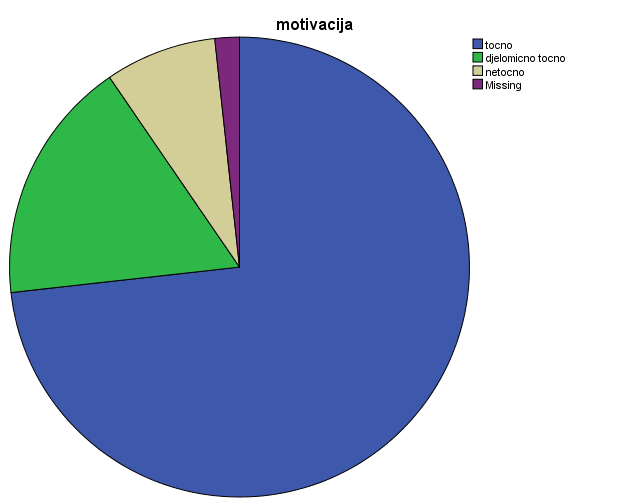 motivacija
tocno
djelomicno tocno
netocno
Missing